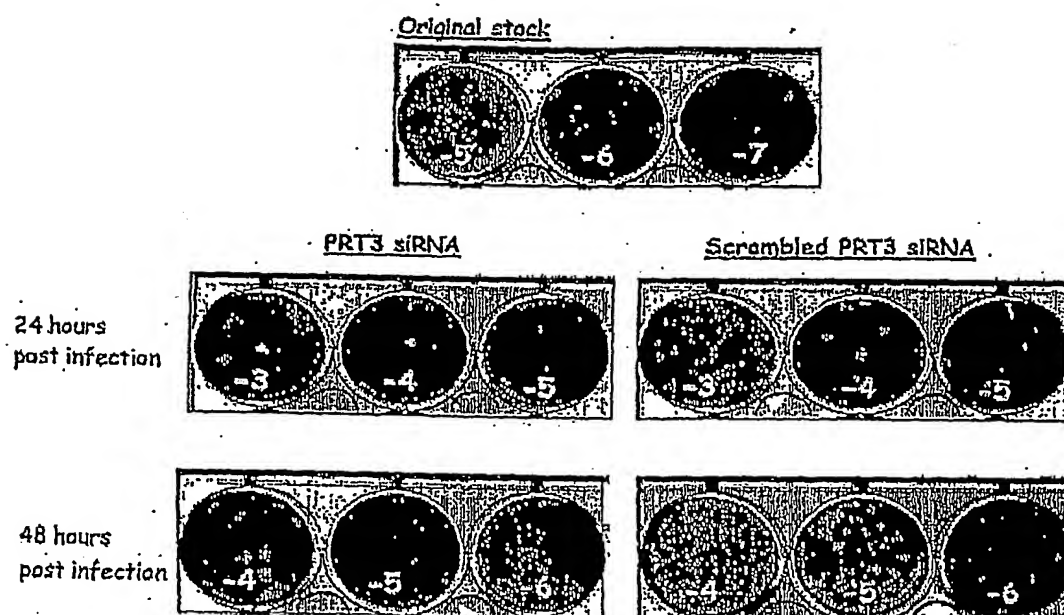 Original stock
-5 -6 -7
PRT3 siRNA
Scrambled PRT3 siRNA
24 hours
post infection
-3 -4 -5
-3 -4 -5
48 hours
post infection
-4 -5 6
-4 -5 -6